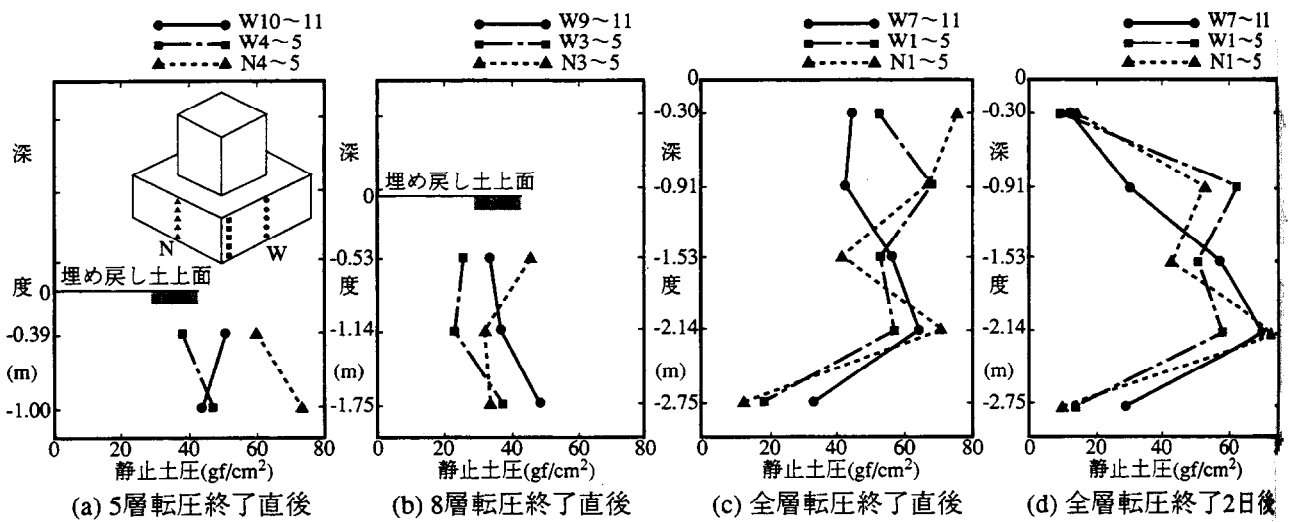 W10～11
W4～5
N4～5
深
度
(m)
埋め戻し土上面
N
W
0
-0.39
-1.00
0 20 40 60 80
静止土圧(gf/cm²)
(a) 5層転圧終了直後
W9～11
W3～5
N3～5
深
度
(m)
埋め戻し土上面
0
-0.53
-1.14
-1.75
0 20 40 60 80
静止土圧(gf/cm²)
(b) 8層転圧終了直後
W7～11
W1～5
N1～5
深
度
(m)
0
-0.30
-0.91
-1.53
-2.14
-2.75
0 20 40 60 80
静止土圧(gf/cm²)
(c) 全層転圧終了直後
W7～11
W1～5
N1～5
深
度
(m)
0
-0.30
-0.91
-1.53
-2.14
-2.75
0 20 40 60
静止土圧(gf/cm²)
(d) 全層転圧終了2日後